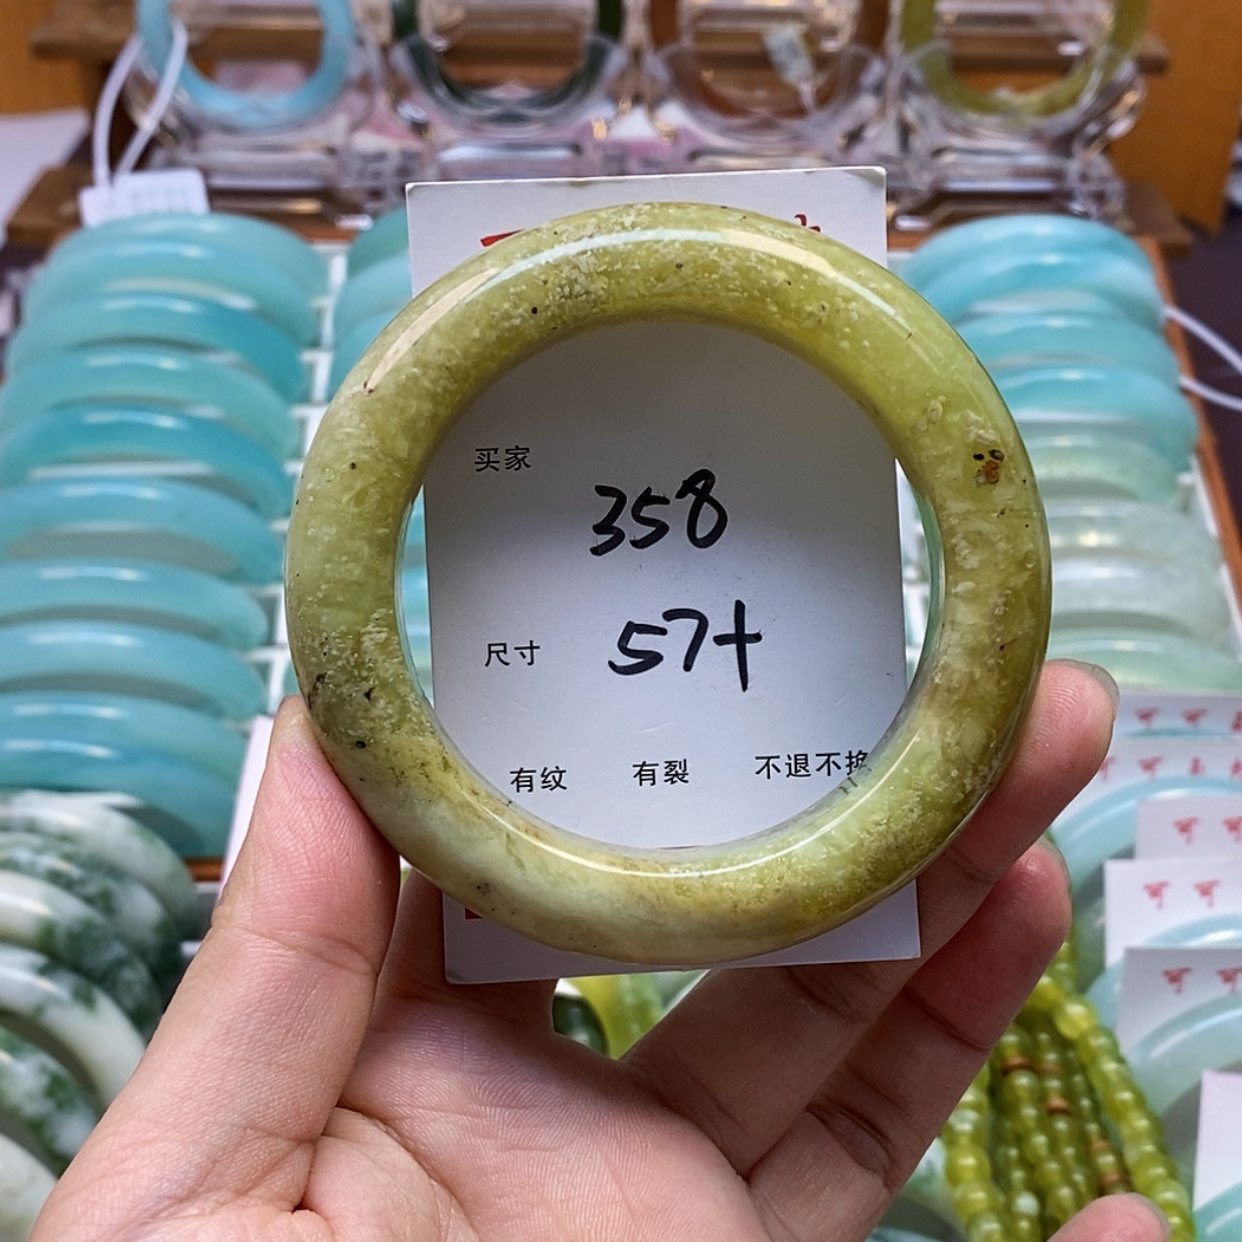 买家
358
尺寸
57+
有纹 有裂 不退不换